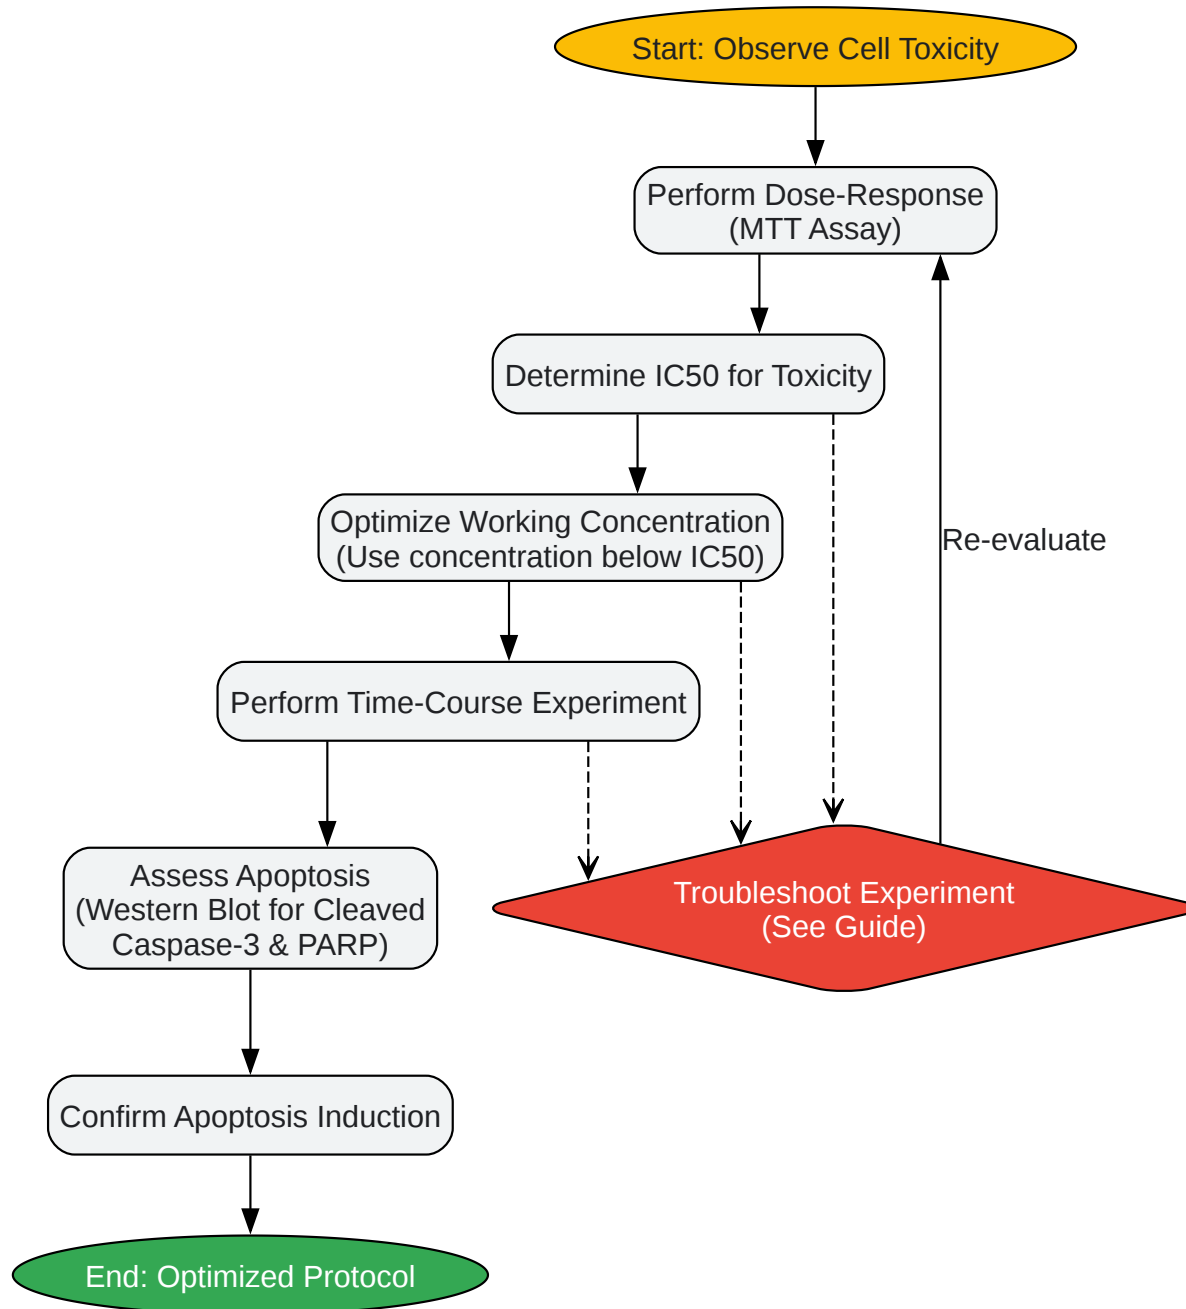 Start: Observe Cell Toxicity
Perform Dose-Response
(MTT Assay)
Determine IC50 for Toxicity
Optimize Working Concentration
(Use concentration below IC50)
Re-evaluate
Perform Time-Course Experiment
Assess Apoptosis
(Western Blot for Cleaved
Caspase-3 & PARP)
Troubleshoot Experiment
(See Guide)
Confirm Apoptosis Induction
End: Optimized Protocol